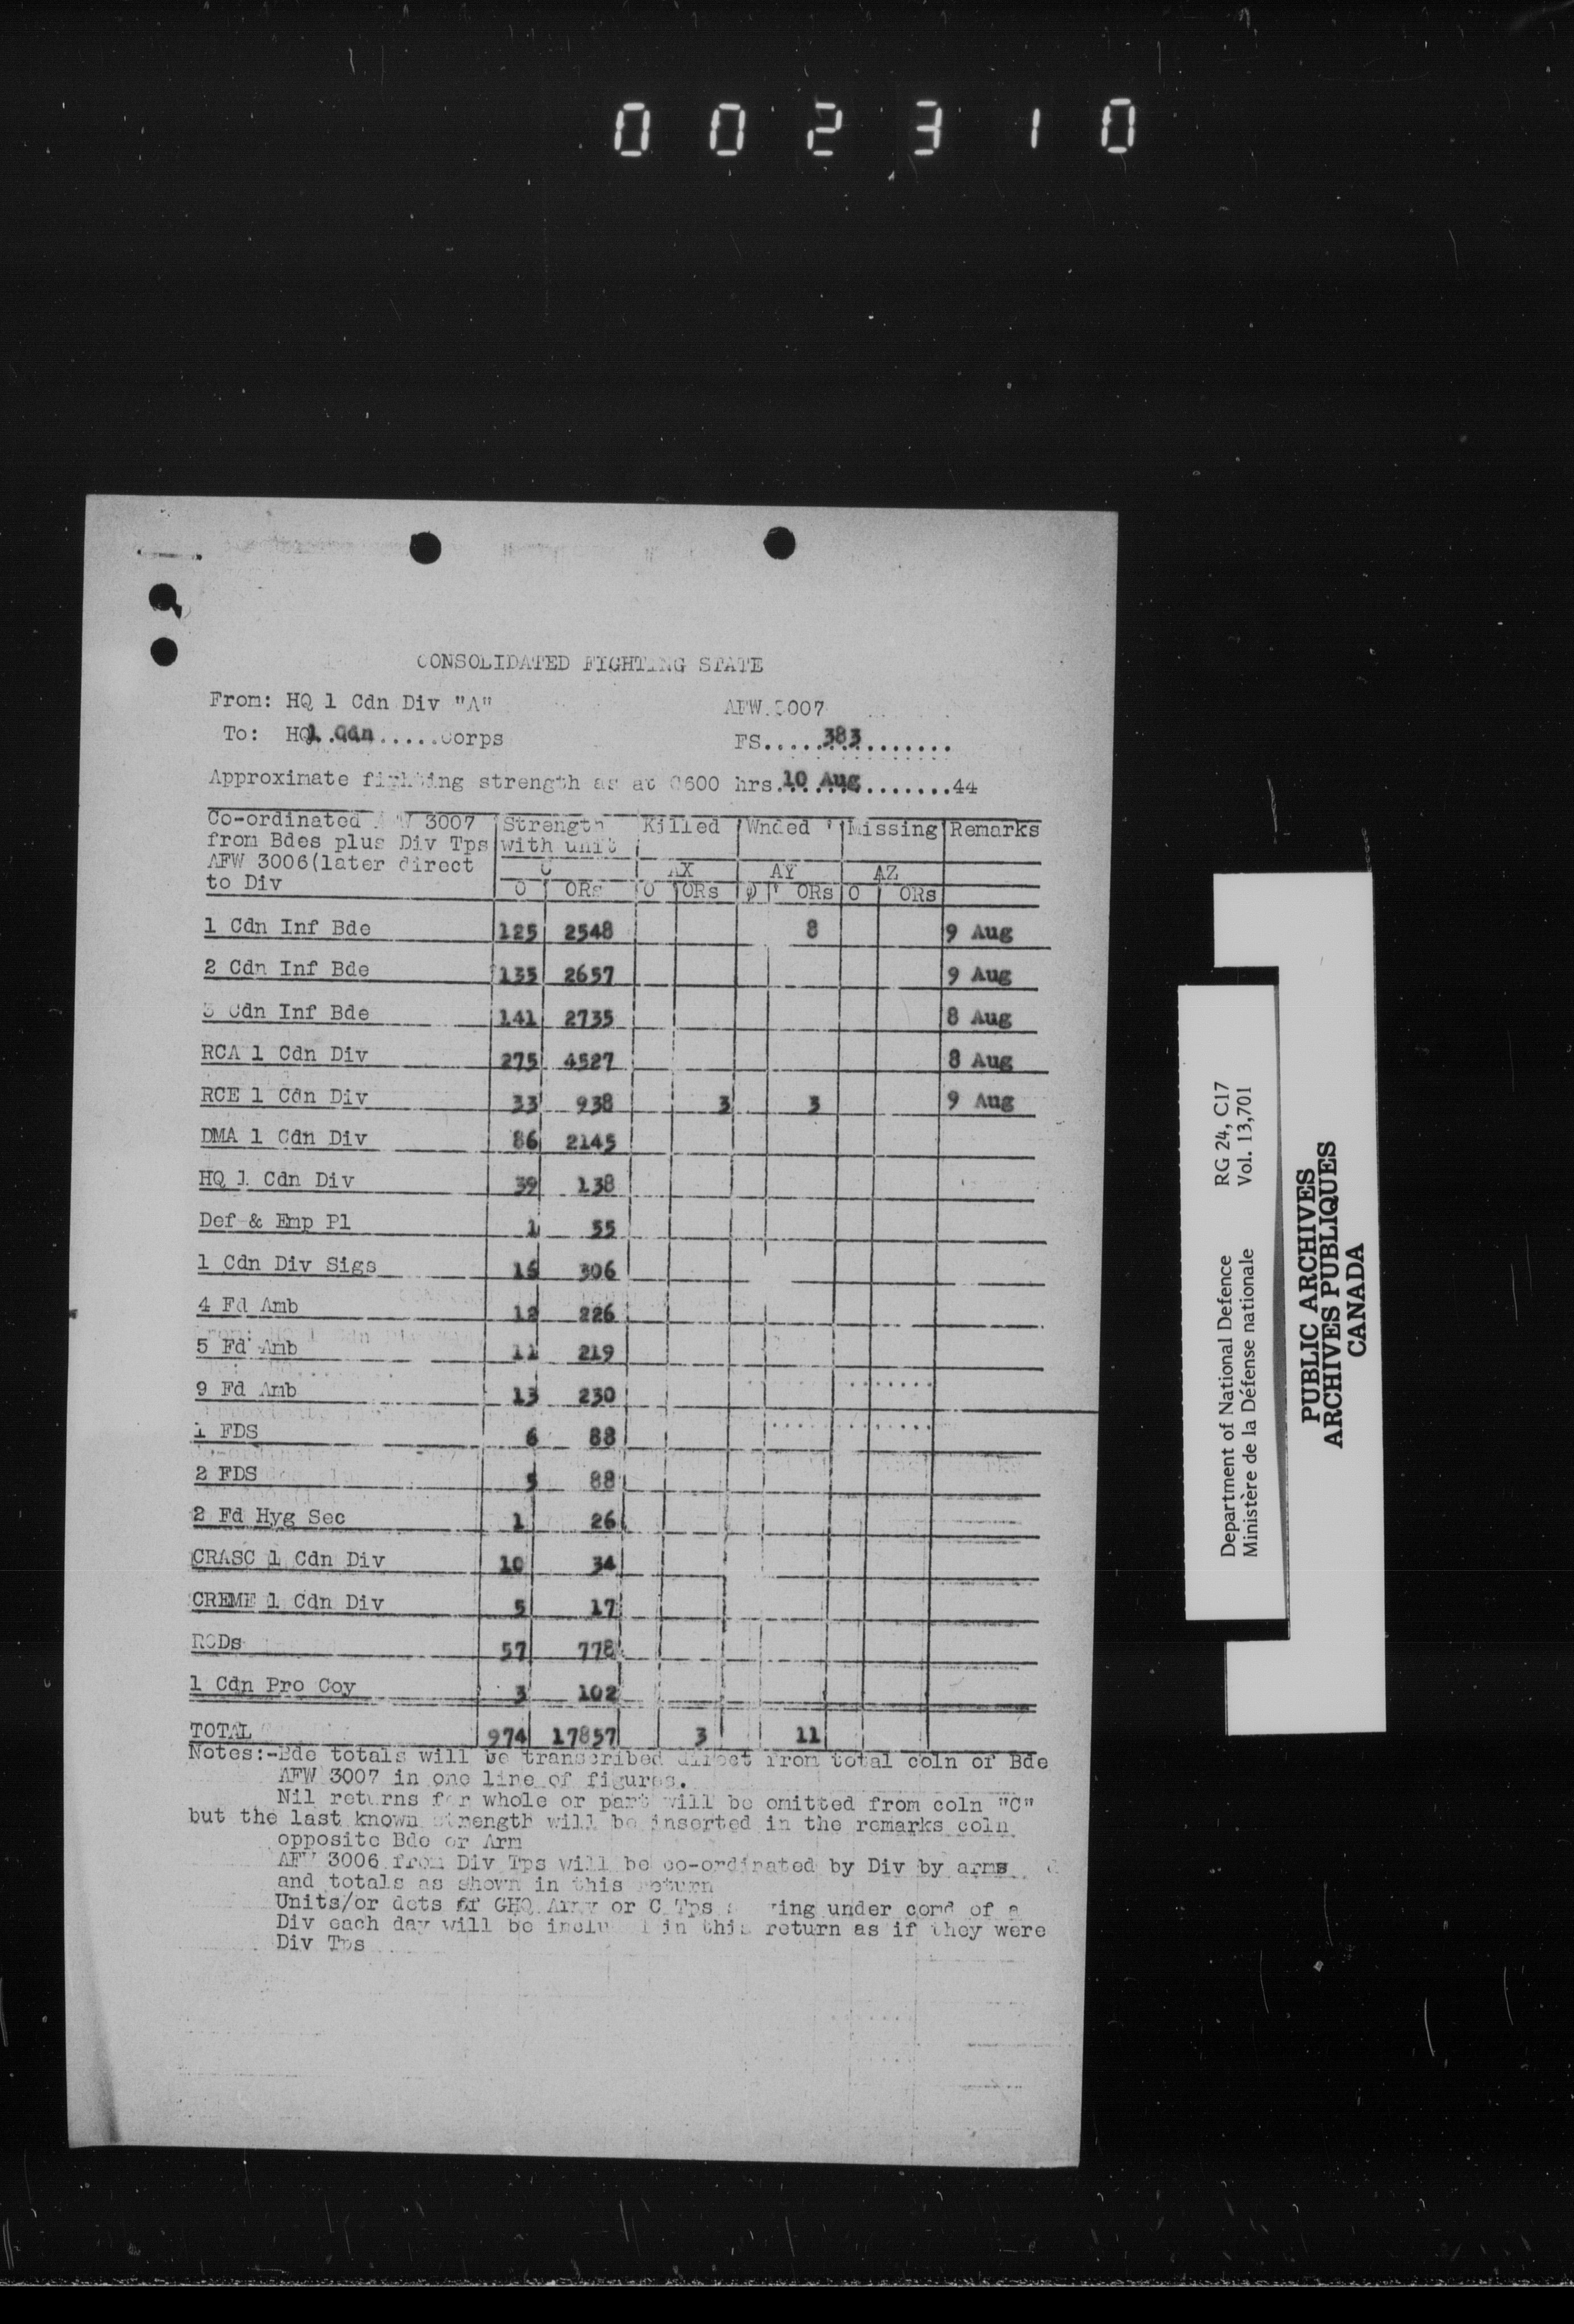 002310
CONSOLIDATED FIGHTING STATE
From: HQ 1 Cdn Div "A" AFW 3007
To: HQ 1 Cdn.....Corps FS.....383...............
Approximate fighting strength as at 0600 hrs.10 Aug..............44
Co-ordinated AFW 3007 Strength Killed Wnded Missing Remarks
from Bdes plus Div Tps with unit
AFW 3006(later direct C AX AY AZ
to Div O ORs O ORs O ORs O ORs
1 Cdn Inf Bde 125 2548 8 9 Aug
2 Cdn Inf Bde 135 2657 9 Aug
3 Cdn Inf Bde 141 2735 8 Aug
RCA 1 Cdn Div 275 4527 8 Aug
RCE 1 Cdn Div 33 938 3 3 9 Aug
DMA 1 Cdn Div 86 2145
HQ 1 Cdn Div 39 138
Def & Emp Pl 1 55
1 Cdn Div Sigs 16 306
4 Fd Amb 12 226
5 Fd Amb 11 219
9 Fd Amb 13 230
1 FDS 6 88
2 FDS 5 88
2 Fd Hyg Sec 1 26
CRASC 1 Cdn Div 10 34
CREME 1 Cdn Div 5 17
RODs 57 778
1 Cdn Pro Coy 3 102
TOTAL 974 17857 3 11
Notes:-Bde totals will be transcribed direct from total coln of Bde
AFW 3007 in one line of figures.
Nil returns for whole or part will be omitted from coln "C"
but the last known strength will be inserted in the remarks coln
opposite Bde or Arm
AFW 3006 from Div Tps will be co-ordinated by Div by arms
and totals as shown in this return
Units/or dets of GHQ Army or C Tps serving under comd of a
Div each day will be included in this return as if they were
Div Tps
Department of National Defence RG 24, C17
Ministère de la Défense nationale Vol. 13,701
PUBLIC ARCHIVES
ARCHIVES PUBLIQUES
CANADA